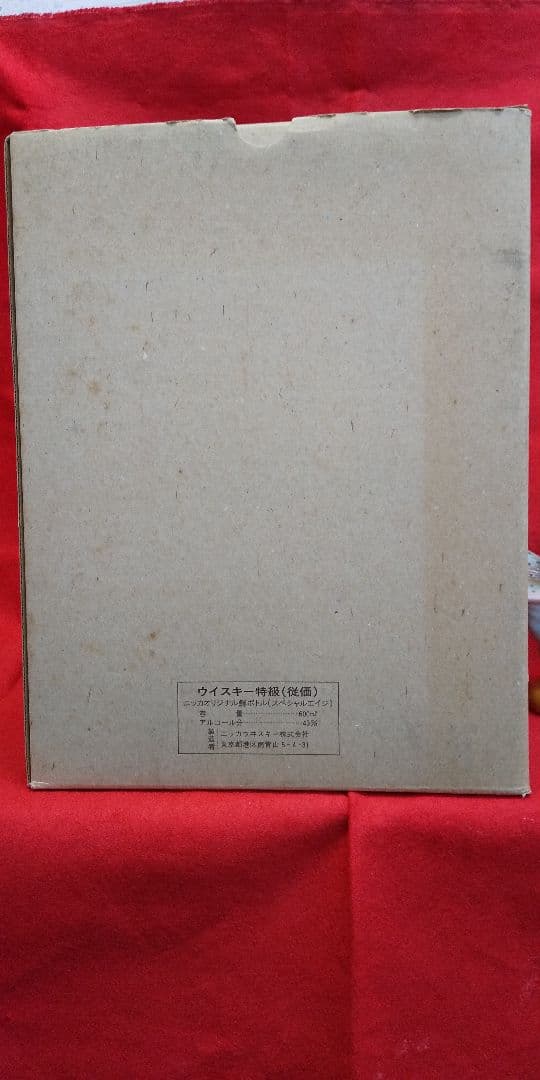 ウイスキー特級(従価)
ニッカオリジナル鯛ボトル(スペシャルエイジ)
容量‥‥‥‥‥‥600㎖
アルコール分‥‥‥‥‥‥43%
製造者 ニッカウヰスキー株式会社
東京都港区南青山5-4-31